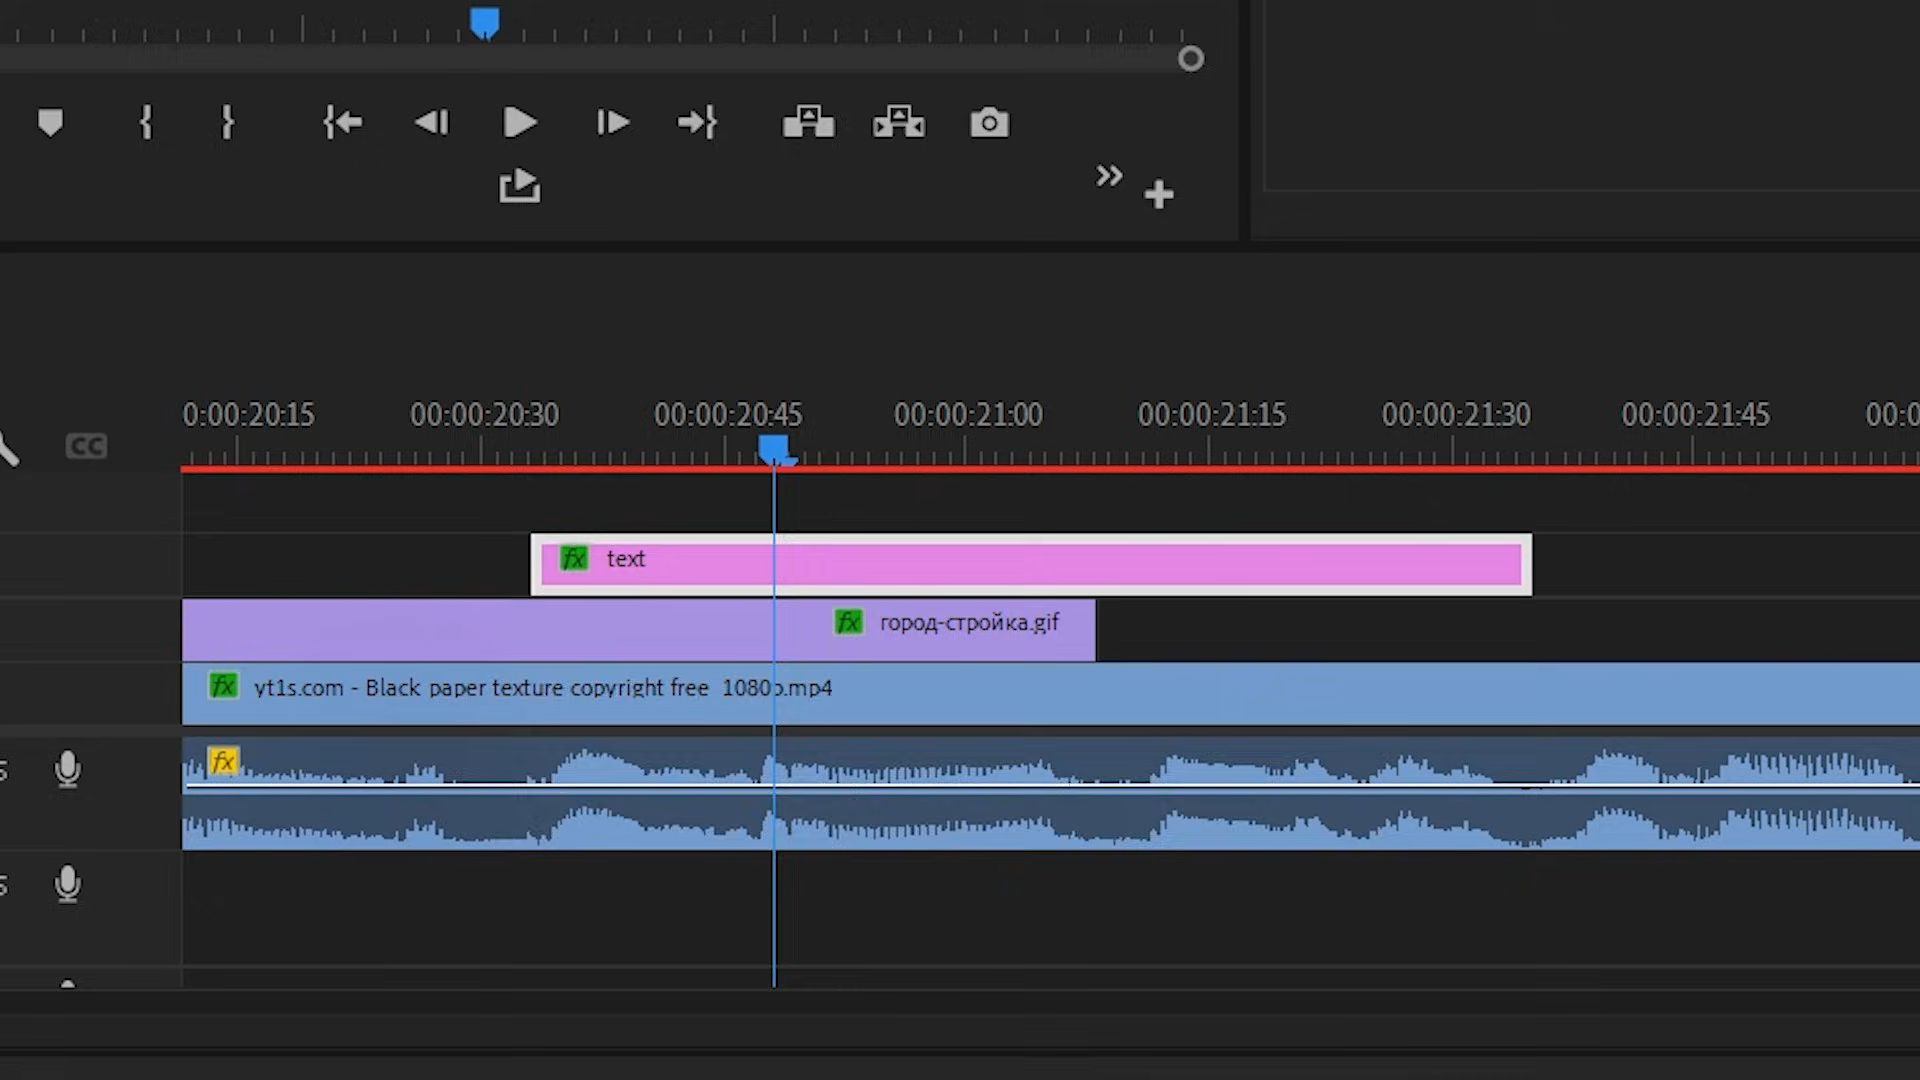 0:00:20:15 00:00:20:30 00:00:20:45 00:00:21:00 00:00:21:15 00:00:21:30 00:00:21:45 00:0
CC
fx text
fx город-стройка.gif
fx yt1s.com - Black paper texture copyright free 1080p.mp4
fx